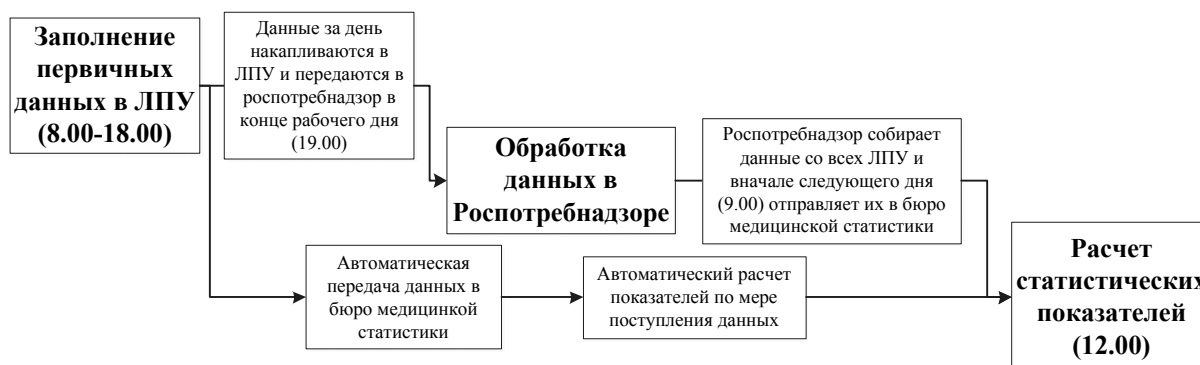 Заполнение
первичных
данных в ЛПУ
(8.00-18.00)
Данные за день
накапливаются в
ЛПУ и передаются в
роспотребнадзор в
конце рабочего дня
(19.00)
Обработка
данных в
Роспотребнадзоре
Роспотребнадзор собирает
данные со всех ЛПУ и
вначале следующего дня
(9.00) отправляет их в бюро
медицинской статистики
Автоматическая
передача данных в
бюро медицинкой
статистики
Автоматический расчет
показателей по мере
поступления данных
Расчет
статистических
показателей
(12.00)